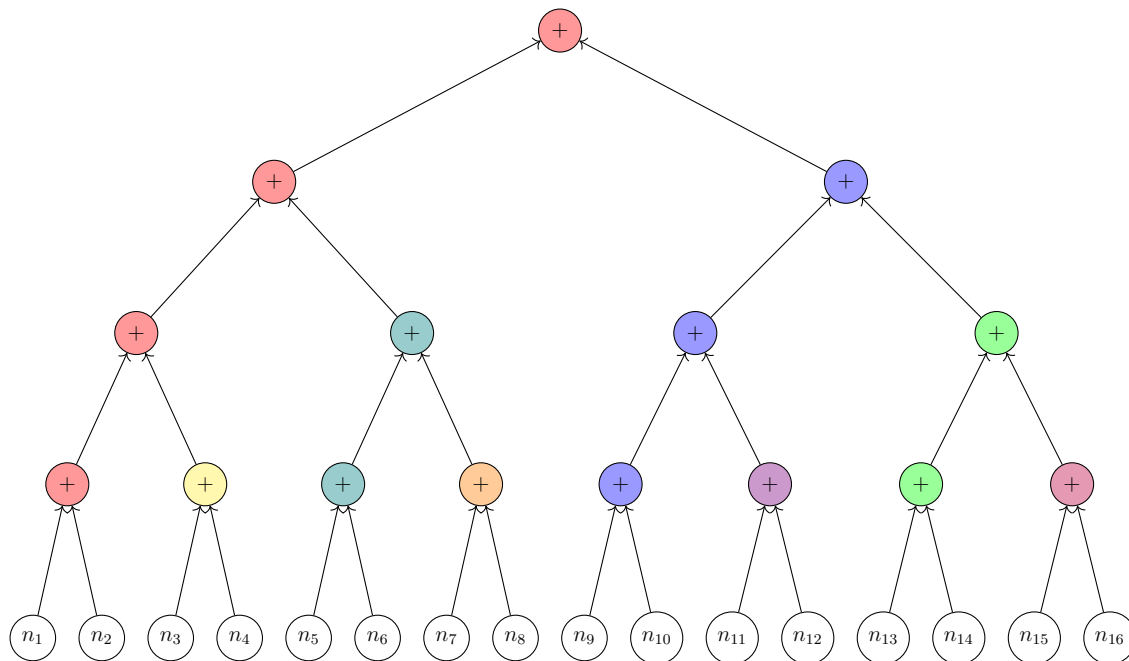 +
+ +
+ + + +
+ + + + + + + +
n₁ n₂ n₃ n₄ n₅ n₆ n₇ n₈ n₉ n₁₀ n₁₁ n₁₂ n₁₃ n₁₄ n₁₅ n₁₆